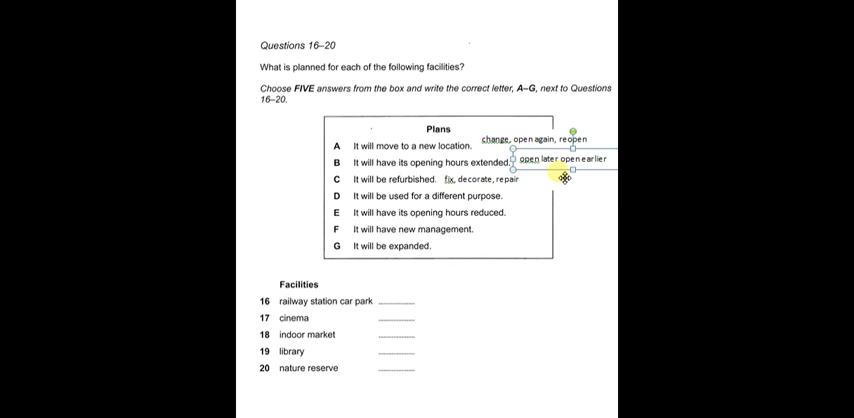 Questions 16–20
What is planned for each of the following facilities?
Choose FIVE answers from the box and write the correct letter, A–G, next to Questions
16–20.
Plans
change, open again, reopen
A It will move to a new location.
B It will have its opening hours extended. open later open earlier
C It will be refurbished. fix, decorate, repair
D It will be used for a different purpose.
E It will have its opening hours reduced.
F It will have new management.
G It will be expanded.
Facilities
16 railway station car park
17 cinema
18 indoor market
19 library
20 nature reserve